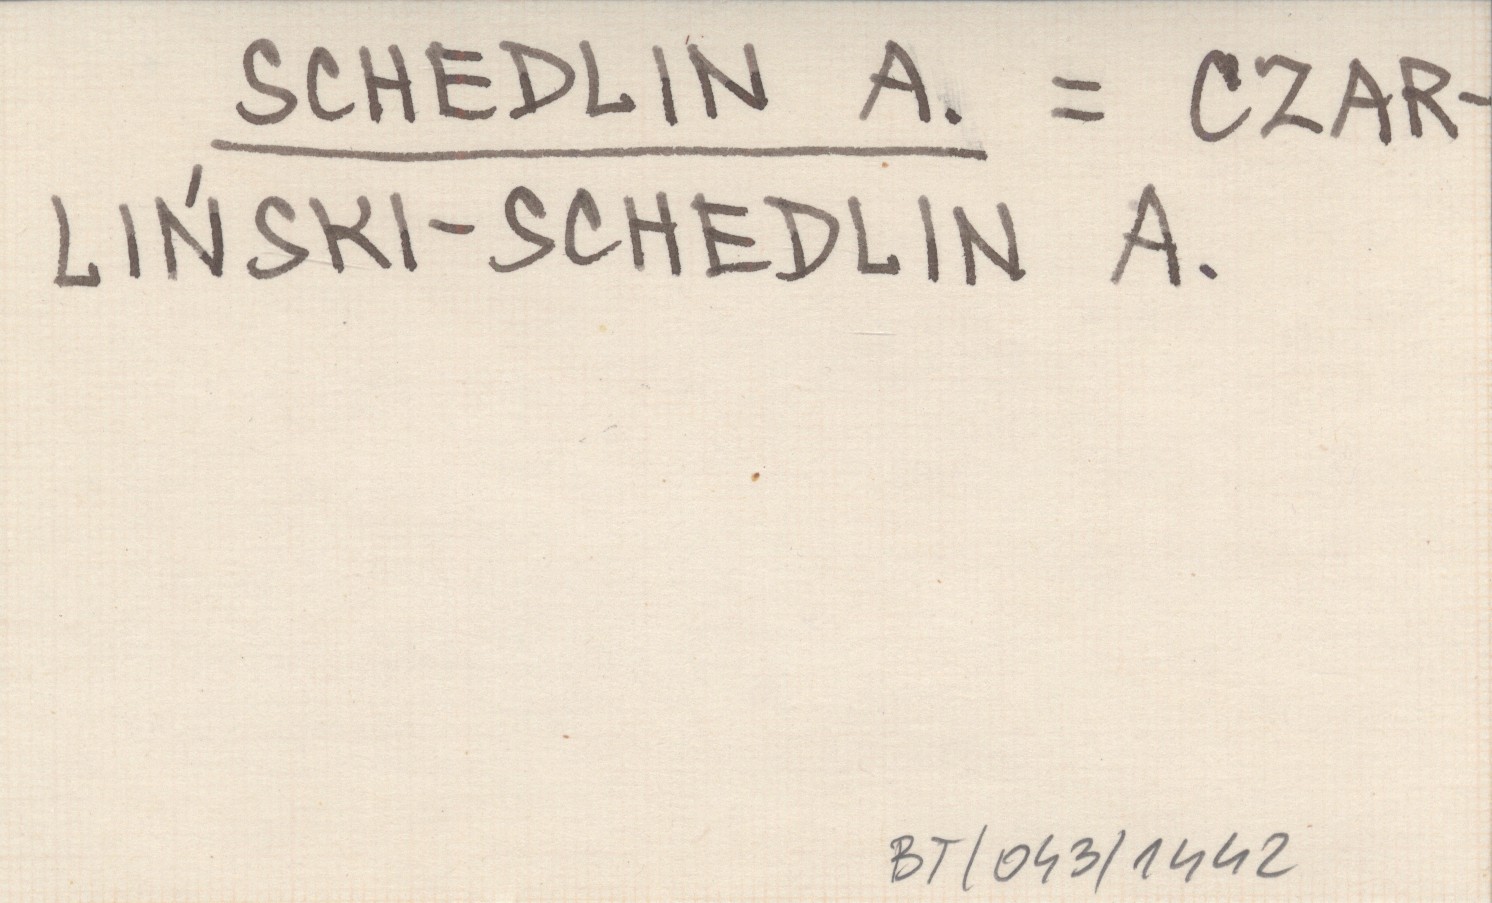 SCHEDLIN A. = CZAR-
LIŃSKI-SCHEDLIN A.
BT/043/1442